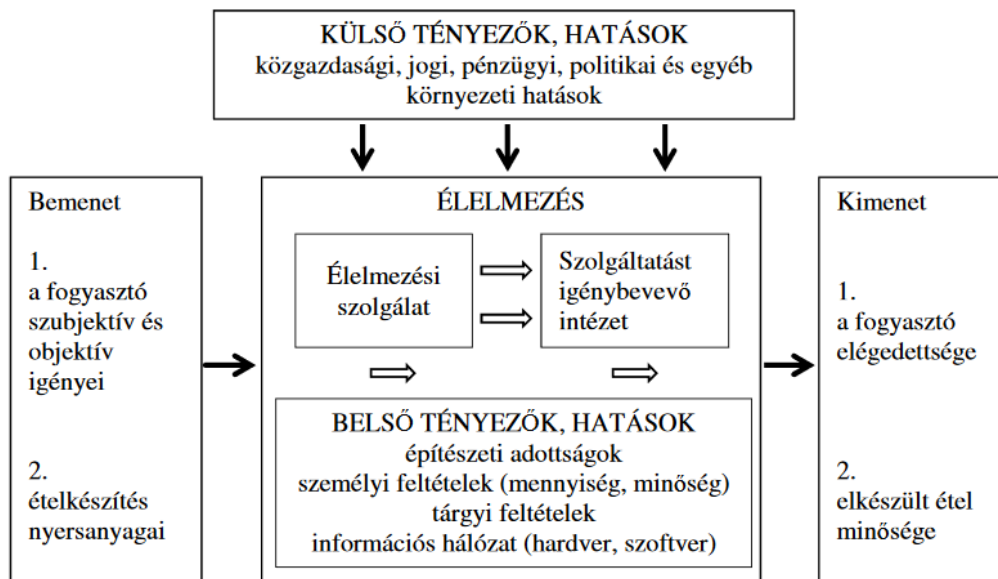 KÜLSŐ TÉNYEZŐK, HATÁSOK
közgazdasági, jogi, pénzügyi, politikai és egyéb
környezeti hatások
Bemenet
1.
a fogyasztó
szubjektív és
objektív
igényei
2.
ételkészítés
nyersanyagai
ÉLELMEZÉS
Élelmezési
szolgálat
Szolgáltatást
igénybevevő
intézet
BELSŐ TÉNYEZŐK, HATÁSOK
építészeti adottságok
személyi feltételek (mennyiség, minőség)
tárgyi feltételek
információs hálózat (hardver, szoftver)
Kimenet
1.
a fogyasztó
elégedettsége
2.
elkészült étel
minősége